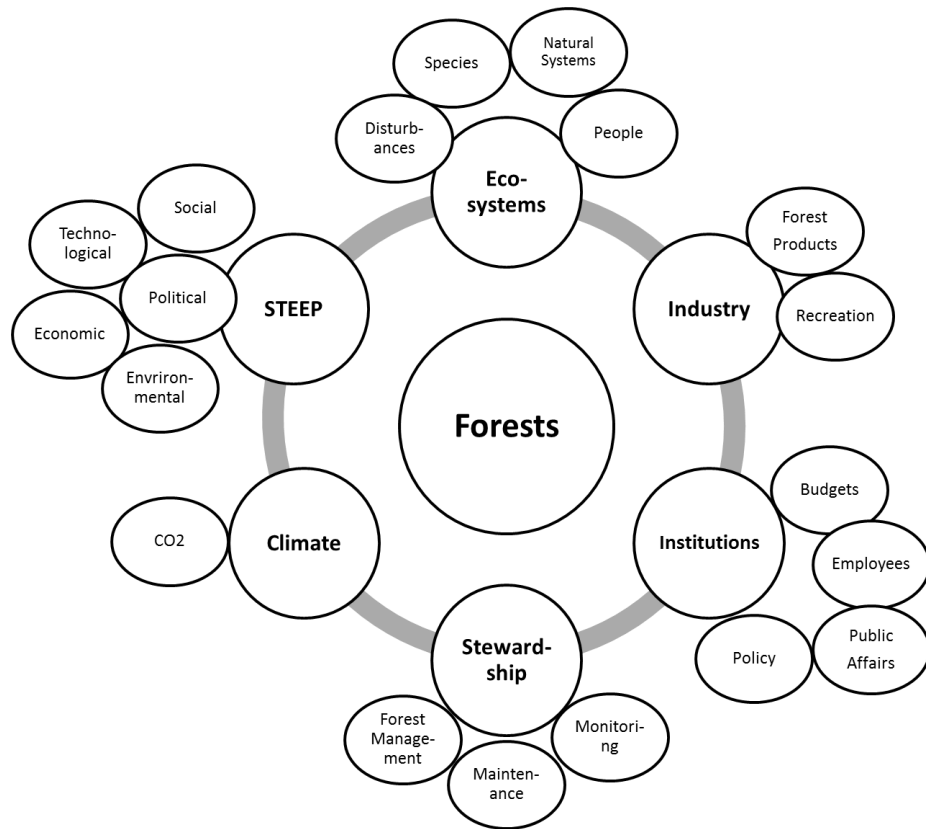 Natural
Systems
Species
Disturb-
ances
People
Eco-
systems
Social
Techno-
logical
Political
Economic
Envriron-
mental
STEEP
Forest
Products
Industry
Recreation
Forests
Budgets
Employees
Institutions
Public
Affairs
Policy
CO2
Climate
Steward-
ship
Forest
Manage-
ment
Monitori-
ng
Mainten-
ance